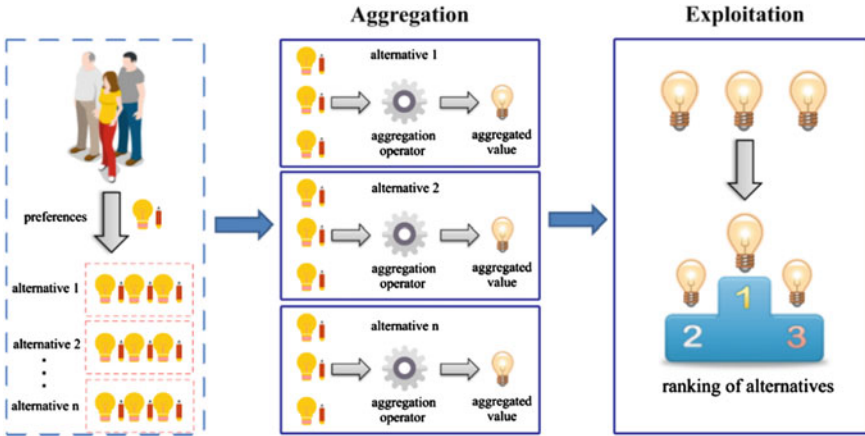 Aggregation
Exploitation
preferences
alternative 1
alternative 2
alternative n
alternative 1
aggregation
operator
aggregated
value
alternative 2
aggregation
operator
aggregated
value
alternative n
aggregation
operator
aggregated
value
1
2
3
ranking of alternatives